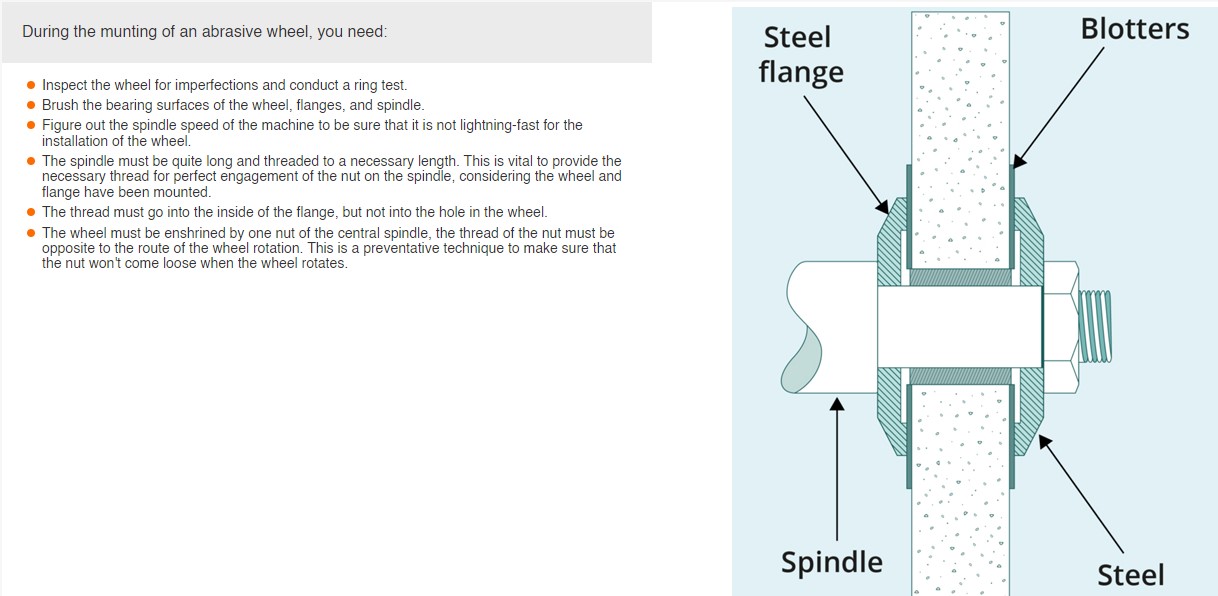 During the munting of an abrasive wheel, you need:
Inspect the wheel for imperfections and conduct a ring test.
Brush the bearing surfaces of the wheel, flanges, and spindle.
Figure out the spindle speed of the machine to be sure that it is not lightning-fast for the
installation of the wheel.
The spindle must be quite long and threaded to a necessary length. This is vital to provide the
necessary thread for perfect engagement of the nut on the spindle, considering the wheel and
flange have been mounted.
The thread must go into the inside of the flange, but not into the hole in the wheel.
The wheel must be enshrined by one nut of the central spindle, the thread of the nut must be
opposite to the route of the wheel rotation. This is a preventative technique to make sure that
the nut won't come loose when the wheel rotates.
Steel
flange
Blotters
Spindle
Steel